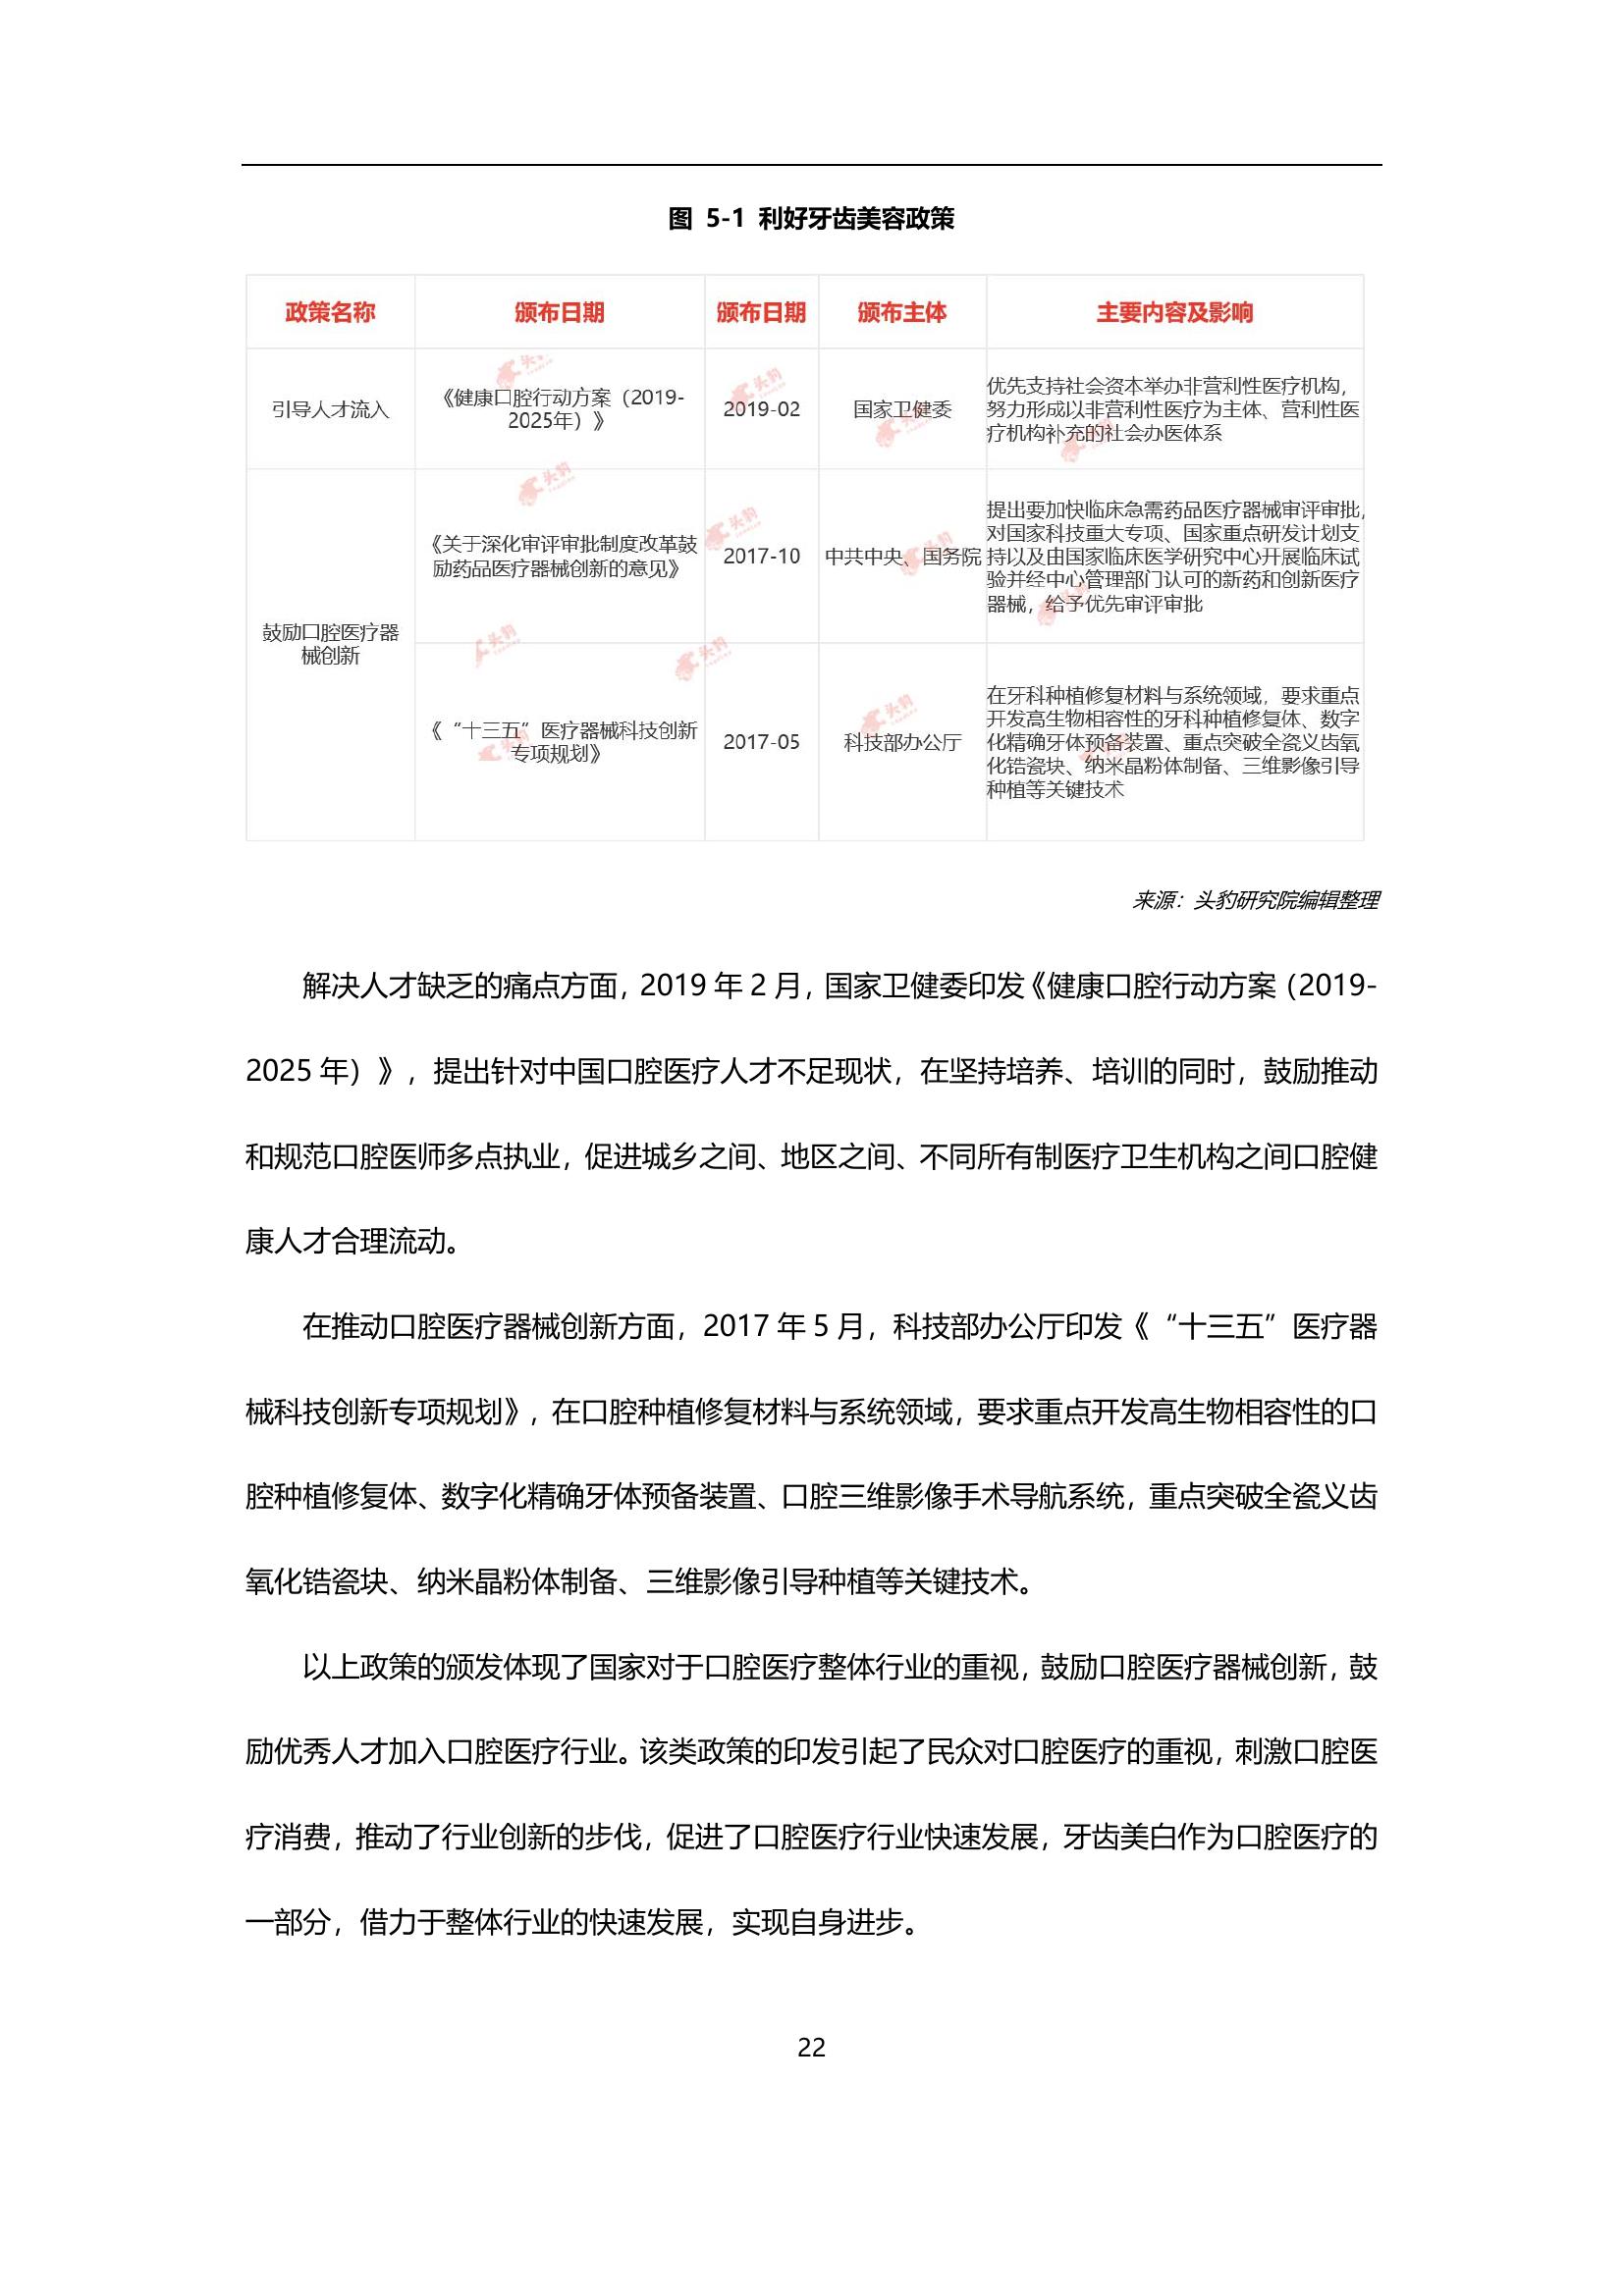 图 5-1 利好牙齿美容政策
政策名称
颁布日期
颁布日期
颁布主体
主要内容及影响
引导人才流入
《健康口腔行动方案（2019-
2025年）》
2019-02
国家卫健委
优先支持社会资本举办非营利性医疗机构，
努力形成以非营利性医疗为主体、营利性医
疗机构补充的社会办医体系
鼓励口腔医疗器
械创新
《关于深化审评审批制度改革鼓
励药品医疗器械创新的意见》
2017-10
中共中央、国务院
提出要加快临床急需药品医疗器械审评审批，
对国家科技重大专项、国家重点研发计划支
持以及由国家临床医学研究中心开展临床试
验并经中心管理部门认可的新药和创新医疗
器械，给予优先审评审批
《“十三五”医疗器械科技创新
专项规划》
2017-05
科技部办公厅
在牙科种植修复材料与系统领域，要求重点
开发高生物相容性的牙科种植修复体、数字
化精确牙体预备装置、重点突破全瓷义齿氧
化锆瓷块、纳米晶粉体制备、三维影像引导
种植等关键技术
来源：头豹研究院编辑整理
解决人才缺乏的痛点方面，2019 年 2 月，国家卫健委印发《健康口腔行动方案（2019-
2025 年）》，提出针对中国口腔医疗人才不足现状，在坚持培养、培训的同时，鼓励推动
和规范口腔医师多点执业，促进城乡之间、地区之间、不同所有制医疗卫生机构之间口腔健
康人才合理流动。
在推动口腔医疗器械创新方面，2017 年 5 月，科技部办公厅印发《“十三五”医疗器
械科技创新专项规划》，在口腔种植修复材料与系统领域，要求重点开发高生物相容性的口
腔种植修复体、数字化精确牙体预备装置、口腔三维影像手术导航系统，重点突破全瓷义齿
氧化锆瓷块、纳米晶粉体制备、三维影像引导种植等关键技术。
以上政策的颁发体现了国家对于口腔医疗整体行业的重视，鼓励口腔医疗器械创新，鼓
励优秀人才加入口腔医疗行业。该类政策的印发引起了民众对口腔医疗的重视，刺激口腔医
疗消费，推动了行业创新的步伐，促进了口腔医疗行业快速发展，牙齿美白作为口腔医疗的
一部分，借力于整体行业的快速发展，实现自身进步。
22